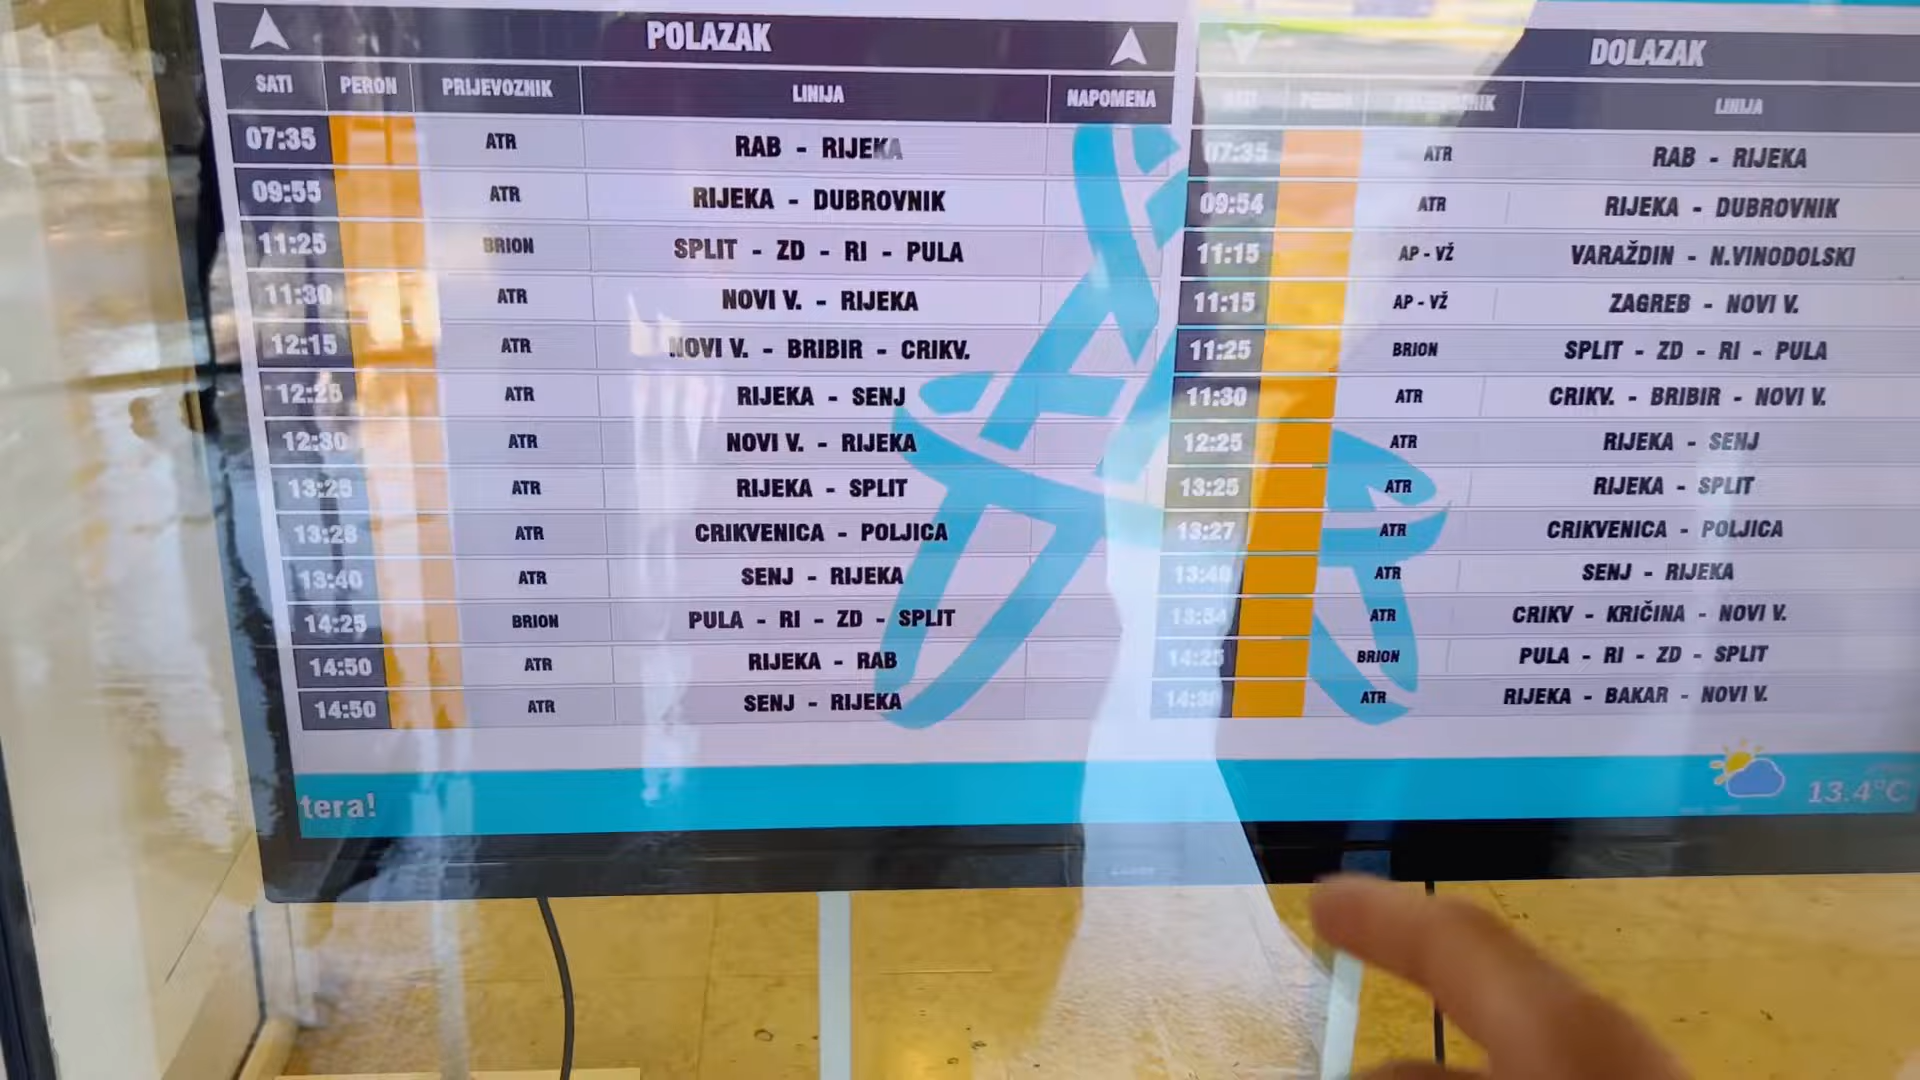 POLAZAK
SATI PERON PRIJEVOZNIK LINIJA NAPOMENA
07:35 ATR RAB - RIJEKA
09:55 ATR RIJEKA - DUBROVNIK
11:25 BRION SPLIT - ZD - RI - PULA
11:30 ATR NOVI V. - RIJEKA
12:15 ATR NOVI V. - BRIBIR - CRIKV.
12:25 ATR RIJEKA - SENJ
12:30 ATR NOVI V. - RIJEKA
13:25 ATR RIJEKA - SPLIT
13:28 ATR CRIKVENICA - POLJICA
13:40 ATR SENJ - RIJEKA
14:25 BRION PULA - RI - ZD - SPLIT
14:50 ATR RIJEKA - RAB
14:50 ATR SENJ - RIJEKA
DOLAZAK
LINIJA
07:35 ATR RAB - RIJEKA
09:54 ATR RIJEKA - DUBROVNIK
11:15 AP - VŽ VARAŽDIN - N.VINODOLSKI
11:15 AP - VŽ ZAGREB - NOVI V.
11:25 BRION SPLIT - ZD - RI - PULA
11:30 ATR CRIKV. - BRIBIR - NOVI V.
12:25 ATR RIJEKA - SENJ
13:25 ATR RIJEKA - SPLIT
13:27 ATR CRIKVENICA - POLJICA
13:40 ATR SENJ - RIJEKA
13:54 ATR CRIKV - KRIČINA - NOVI V.
14:25 BRION PULA - RI - ZD - SPLIT
ATR RIJEKA - BAKAR - NOVI V.
tera!
13.4°C